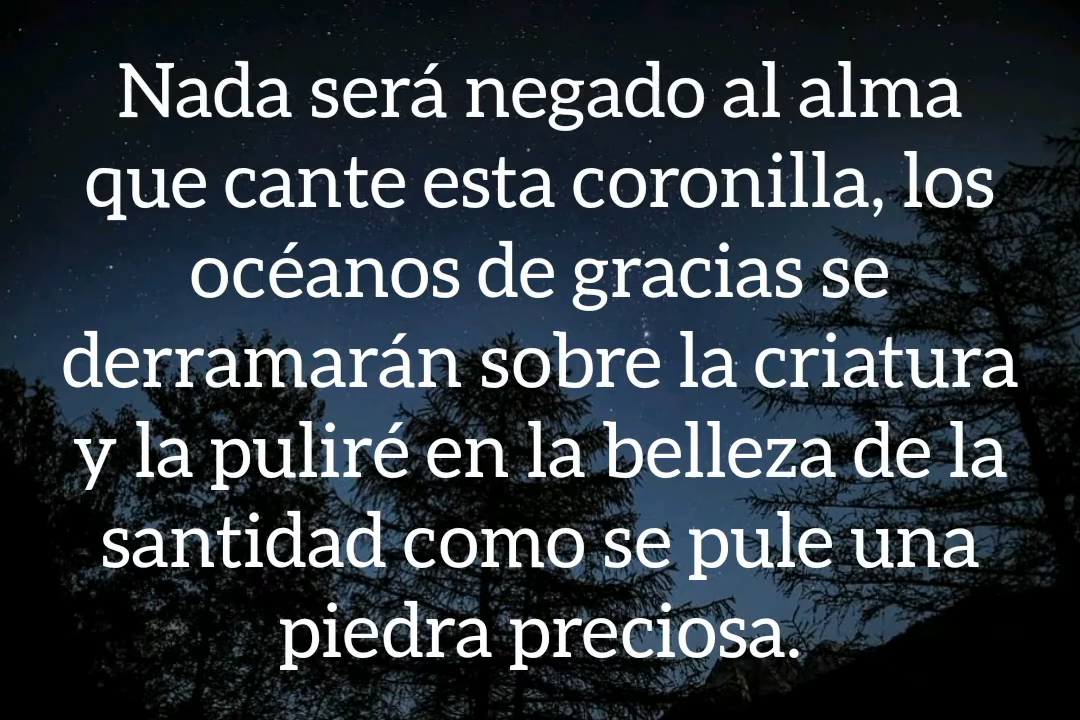 Nada será negado al alma
que cante esta coronilla, los
océanos de gracias se
derramarán sobre la criatura
y la puliré en la belleza de la
santidad como se pule una
piedra preciosa.